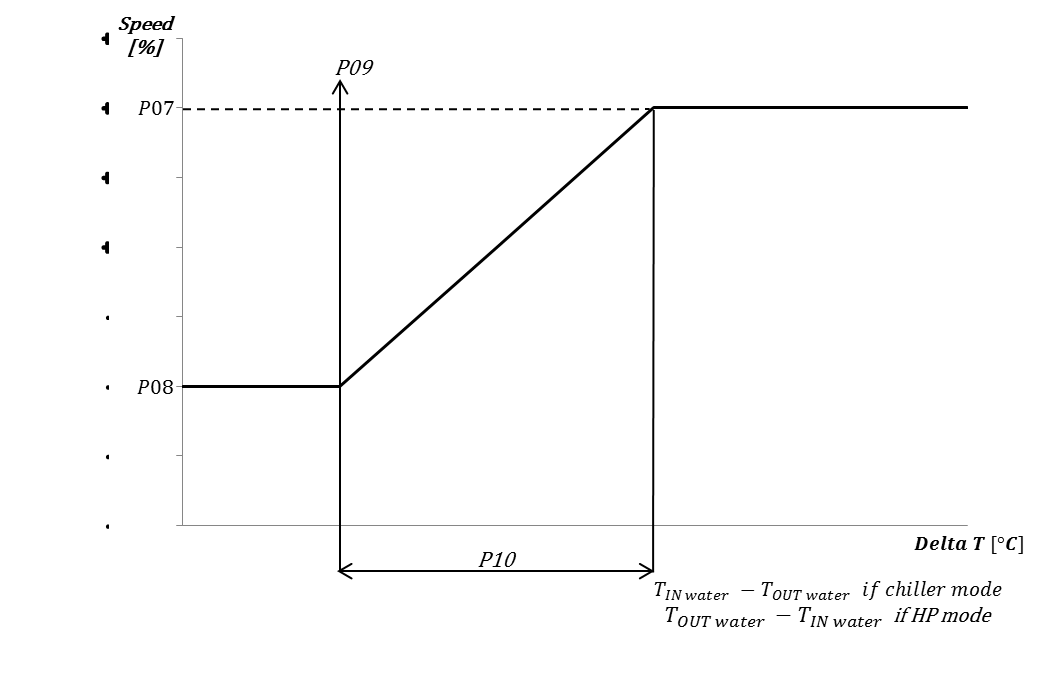 Speed
[%]
P09
P07
P08
Delta T [°C]
P10
T_IN water − T_OUT water if chiller mode
T_OUT water − T_IN water if HP mode